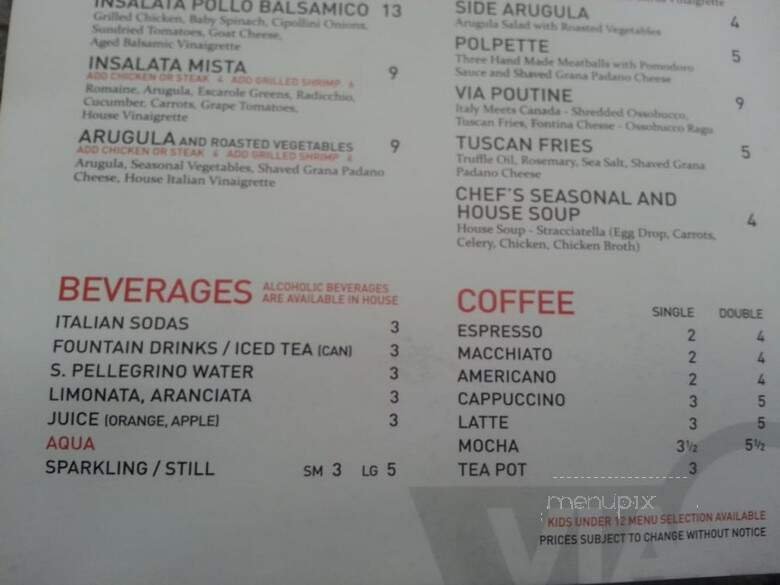 INSALATA POLLO BALSAMICO 13
Grilled Chicken, Baby Spinach, Cipollini Onions,
Sundried Tomatoes, Goat Cheese,
Aged Balsamic Vinaigrette
INSALATA MISTA 9
ADD CHICKEN OR STEAK 4 ADD GRILLED SHRIMP 6
Romaine, Arugula, Escarole Greens, Radicchio,
Cucumber, Carrots, Grape Tomatoes,
House Vinaigrette
ARUGULA AND ROASTED VEGETABLES 9
ADD CHICKEN OR STEAK 4 ADD GRILLED SHRIMP 6
Arugula, Seasonal Vegetables, Shaved Grana Padano
Cheese, House Italian Vinaigrette
Vinaigrette
SIDE ARUGULA 4
Arugula Salad with Roasted Vegetables
POLPETTE 5
Three Hand Made Meatballs with Pomodoro
Sauce and Shaved Grana Padano Cheese
VIA POUTINE 9
Italy Meets Canada - Shredded Ossobucco,
Tuscan Fries, Fontina Chesse - Ossobucco Ragu
TUSCAN FRIES 5
Truffle Oil, Rosemary, Sea Salt, Shaved Grana
Padano Cheese
CHEF'S SEASONAL AND
HOUSE SOUP 4
House Soup - Stracciatella (Egg Drop, Carrots,
Celery, Chicken, Chicken Broth)
BEVERAGES ALCOHOLIC BEVERAGES
ARE AVAILABLE IN HOUSE
ITALIAN SODAS 3
FOUNTAIN DRINKS / ICED TEA (CAN) 3
S. PELLEGRINO WATER 3
LIMONATA, ARANCIATA 3
JUICE (ORANGE, APPLE) 3
AQUA
SPARKLING / STILL SM 3 LG 5
COFFEE SINGLE DOUBLE
ESPRESSO 2 4
MACCHIATO 2 4
AMERICANO 2 4
CAPPUCCINO 3 5
LATTE 3 5
MOCHA 3½ 5½
TEA POT 3
menupix
KIDS UNDER 12 MENU SELECTION AVAILABLE
PRICES SUBJECT TO CHANGE WITHOUT NOTICE
VIA